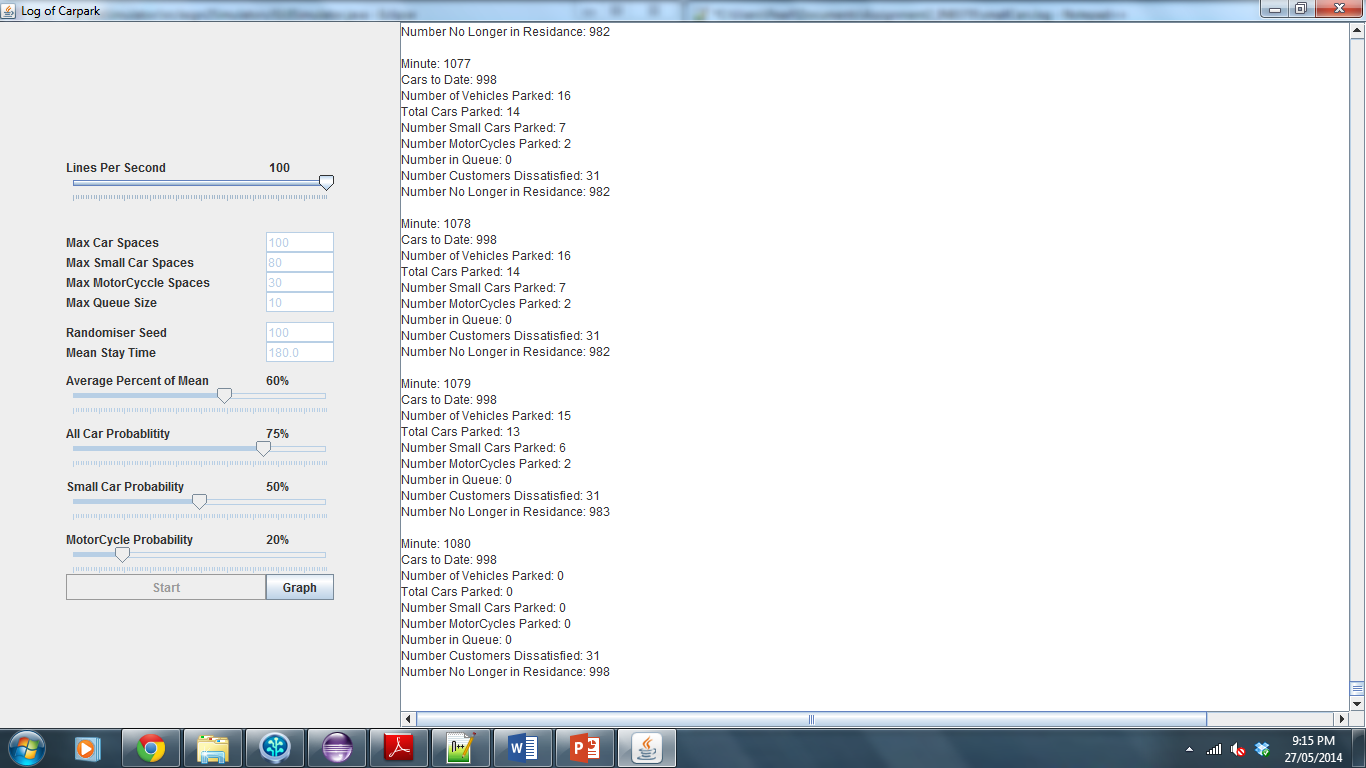 Log of Carpark
Lines Per Second 100
Max Car Spaces 100
Max Small Car Spaces 80
Max MotorCyccle Spaces 30
Max Queue Size 10
Randomiser Seed 100
Mean Stay Time 180.0
Average Percent of Mean 60%
All Car Probablitity 75%
Small Car Probability 50%
MotorCycle Probability 20%
Start Graph
Number No Longer in Residance: 982
Minute: 1077
Cars to Date: 998
Number of Vehicles Parked: 16
Total Cars Parked: 14
Number Small Cars Parked: 7
Number MotorCycles Parked: 2
Number in Queue: 0
Number Customers Dissatisfied: 31
Number No Longer in Residance: 982
Minute: 1078
Cars to Date: 998
Number of Vehicles Parked: 16
Total Cars Parked: 14
Number Small Cars Parked: 7
Number MotorCycles Parked: 2
Number in Queue: 0
Number Customers Dissatisfied: 31
Number No Longer in Residance: 982
Minute: 1079
Cars to Date: 998
Number of Vehicles Parked: 15
Total Cars Parked: 13
Number Small Cars Parked: 6
Number MotorCycles Parked: 2
Number in Queue: 0
Number Customers Dissatisfied: 31
Number No Longer in Residance: 983
Minute: 1080
Cars to Date: 998
Number of Vehicles Parked: 0
Total Cars Parked: 0
Number Small Cars Parked: 0
Number MotorCycles Parked: 0
Number in Queue: 0
Number Customers Dissatisfied: 31
Number No Longer in Residance: 998
9:15 PM
27/05/2014